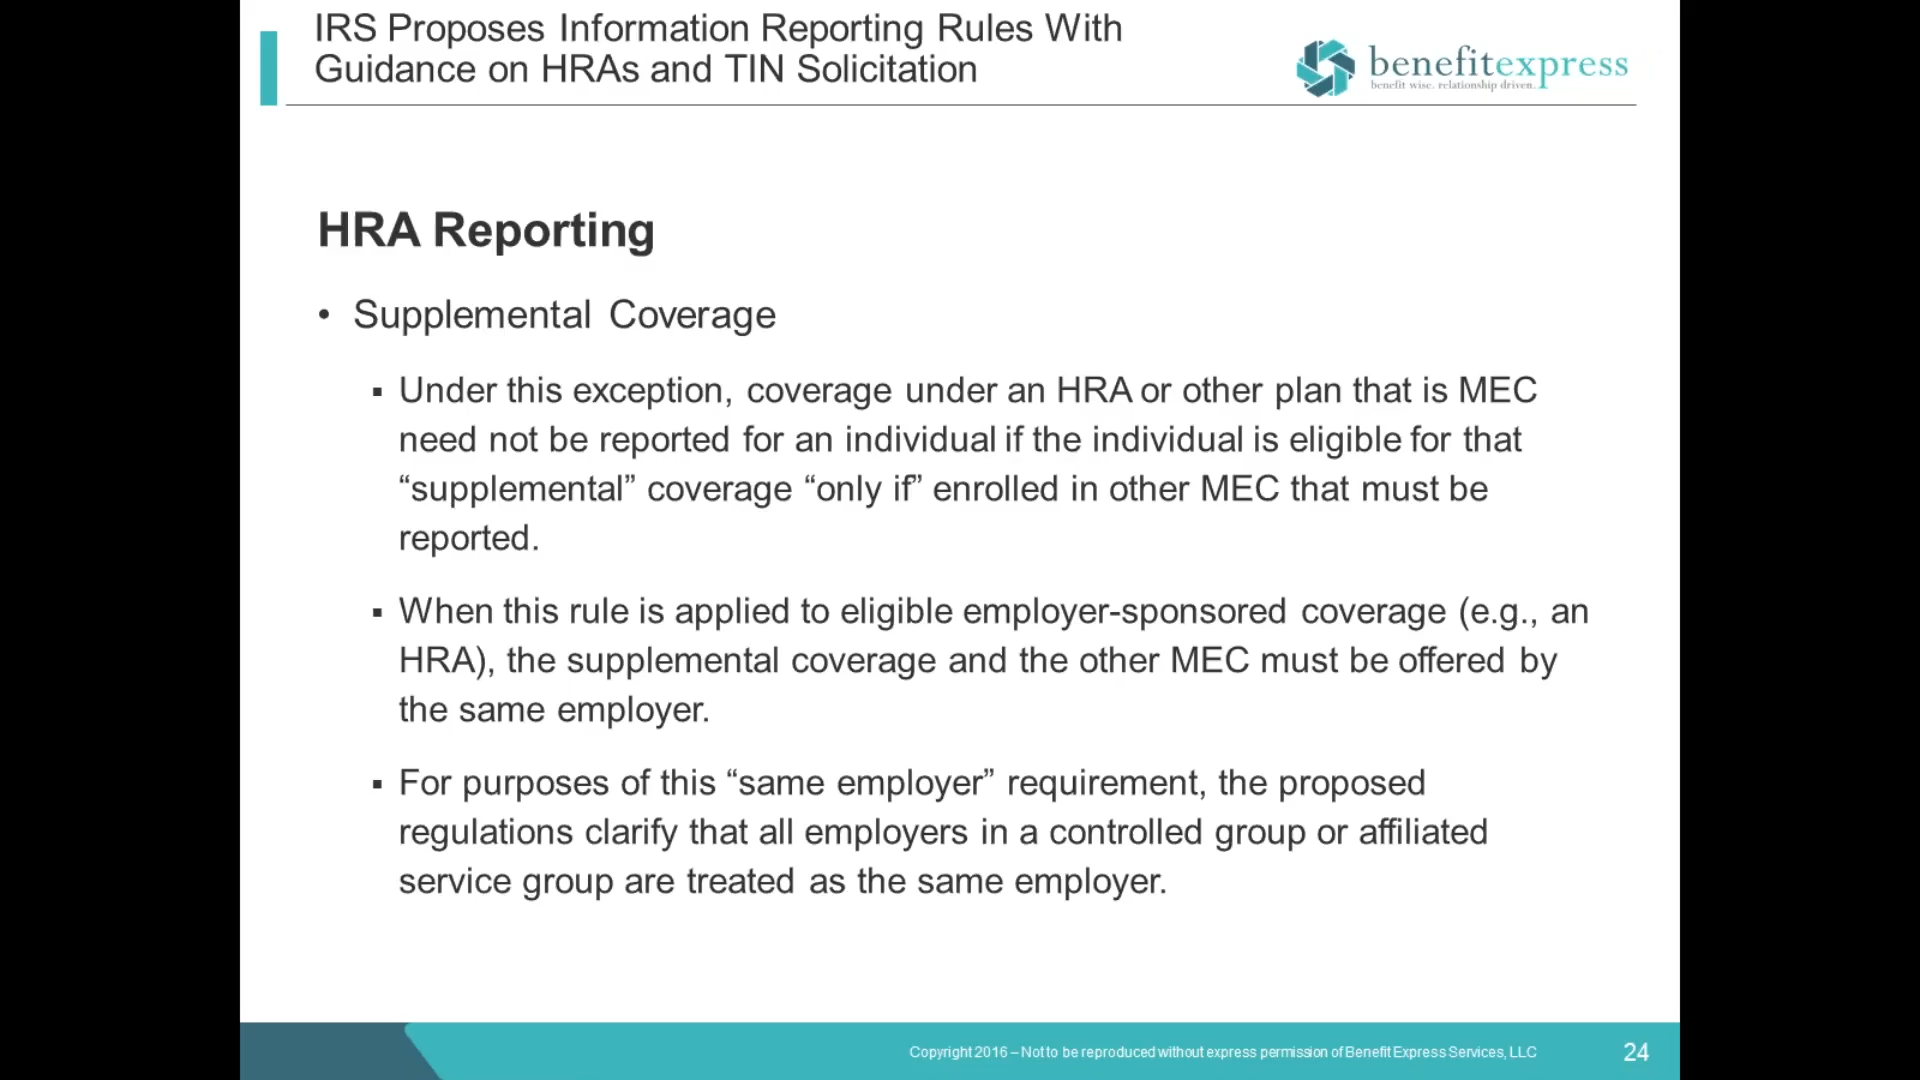 IRS Proposes Information Reporting Rules With
Guidance on HRAs and TIN Solicitation
benefitexpress
benefit wise. relationship driven.
HRA Reporting
• Supplemental Coverage
▪ Under this exception, coverage under an HRA or other plan that is MEC
need not be reported for an individual if the individual is eligible for that
“supplemental” coverage “only if” enrolled in other MEC that must be
reported.
▪ When this rule is applied to eligible employer-sponsored coverage (e.g., an
HRA), the supplemental coverage and the other MEC must be offered by
the same employer.
▪ For purposes of this “same employer” requirement, the proposed
regulations clarify that all employers in a controlled group or affiliated
service group are treated as the same employer.
Copyright 2016 – Not to be reproduced without express permission of Benefit Express Services, LLC
24